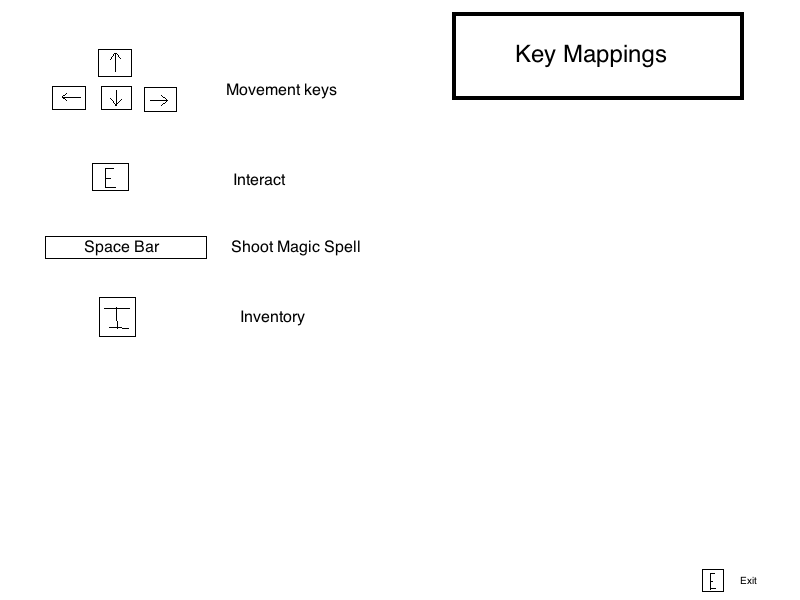 Key Mappings
↑
← ↓ →
Movement keys
E Interact
Space Bar Shoot Magic Spell
I Inventory
E Exit